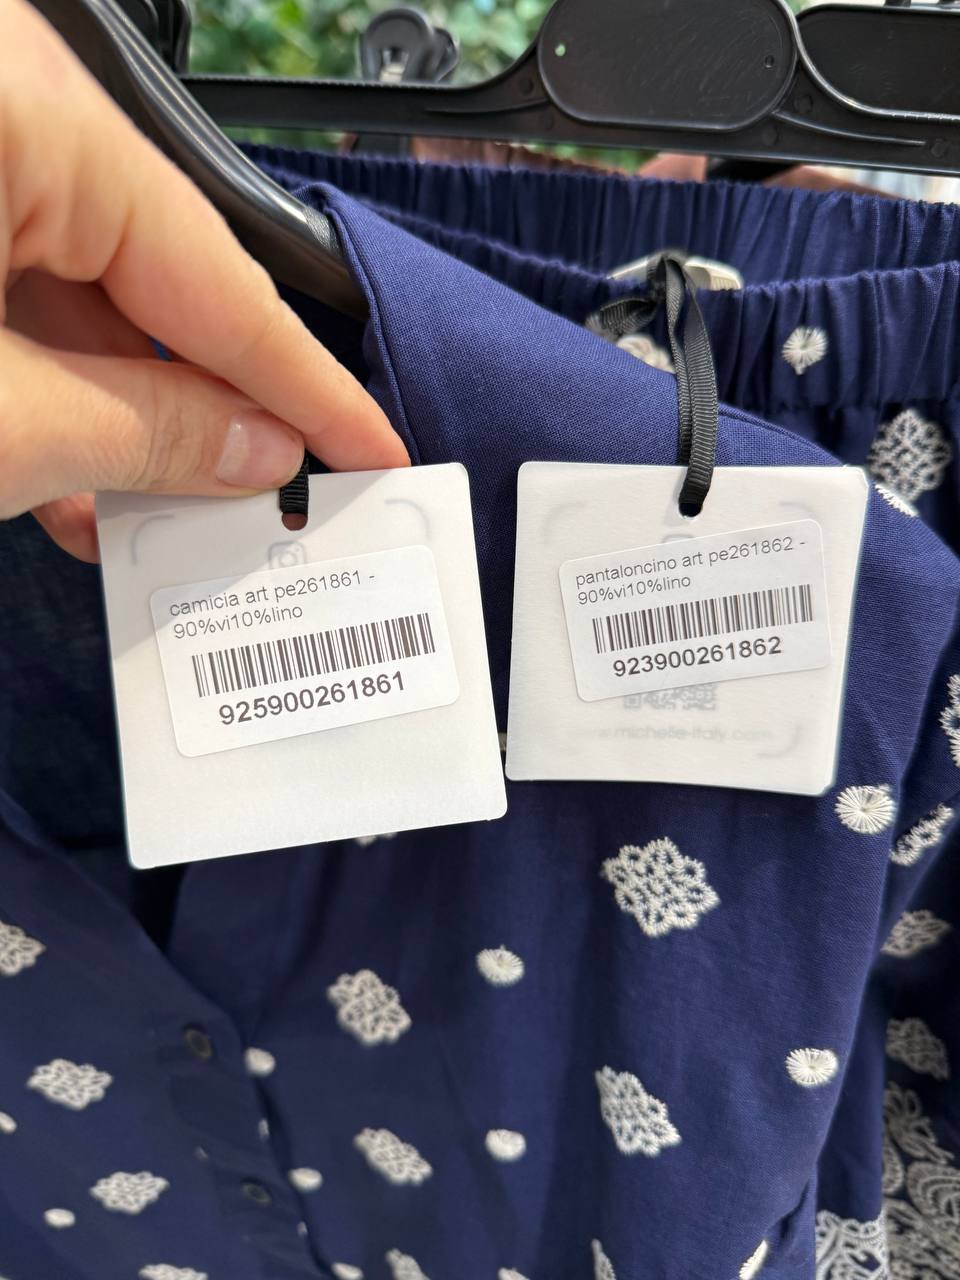 camicia art pe261861 -
90%vi10%lino
925900261861
pantaloncino art pe261862 -
90%vi10%lino
923900261862
www.michelle-italy.com